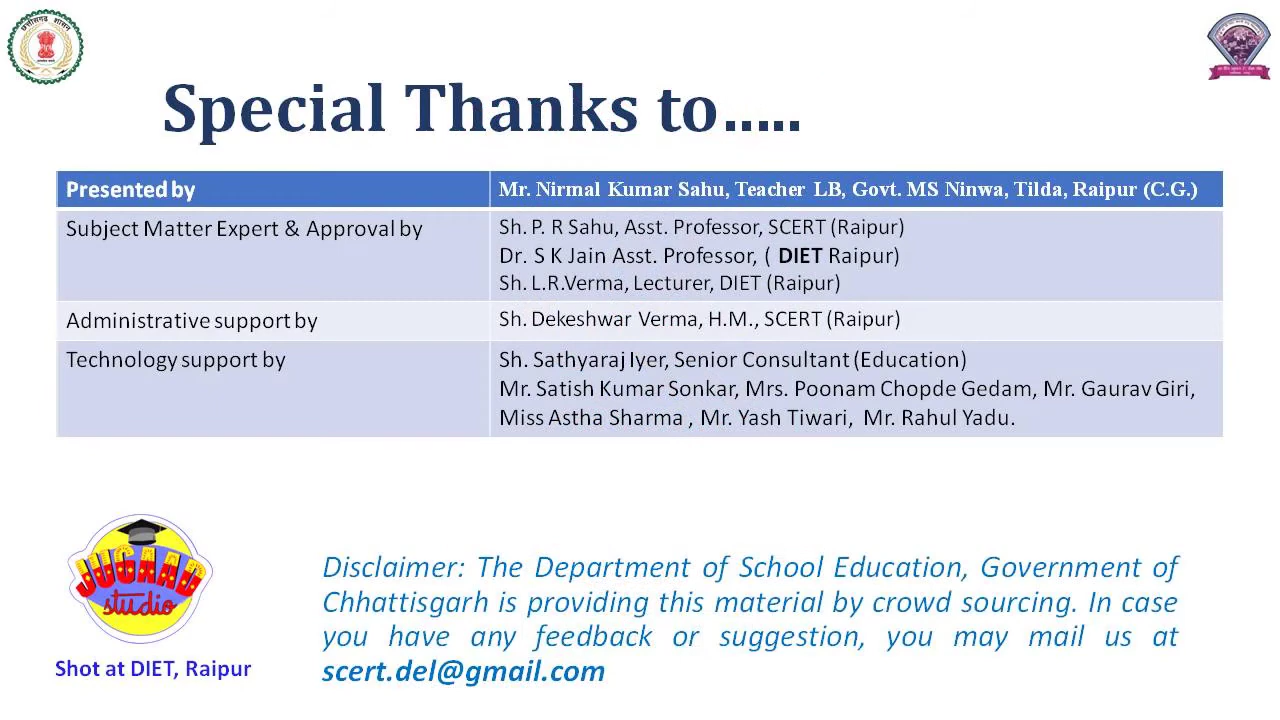 छत्तीसगढ़ शासन
Special Thanks to.....
Presented by
Mr. Nirmal Kumar Sahu, Teacher LB, Govt. MS Ninwa, Tilda, Raipur (C.G.)
Subject Matter Expert & Approval by
Sh. P. R Sahu, Asst. Professor, SCERT (Raipur)
Dr. S K Jain Asst. Professor, ( DIET Raipur)
Sh. L.R.Verma, Lecturer, DIET (Raipur)
Administrative support by
Sh. Dekeshwar Verma, H.M., SCERT (Raipur)
Technology support by
Sh. Sathyaraj Iyer, Senior Consultant (Education)
Mr. Satish Kumar Sonkar, Mrs. Poonam Chopde Gedam, Mr. Gaurav Giri,
Miss Astha Sharma , Mr. Yash Tiwari, Mr. Rahul Yadu.
JUGAAD
studio
Shot at DIET, Raipur
Disclaimer: The Department of School Education, Government of
Chhattisgarh is providing this material by crowd sourcing. In case
you have any feedback or suggestion, you may mail us at
scert.del@gmail.com